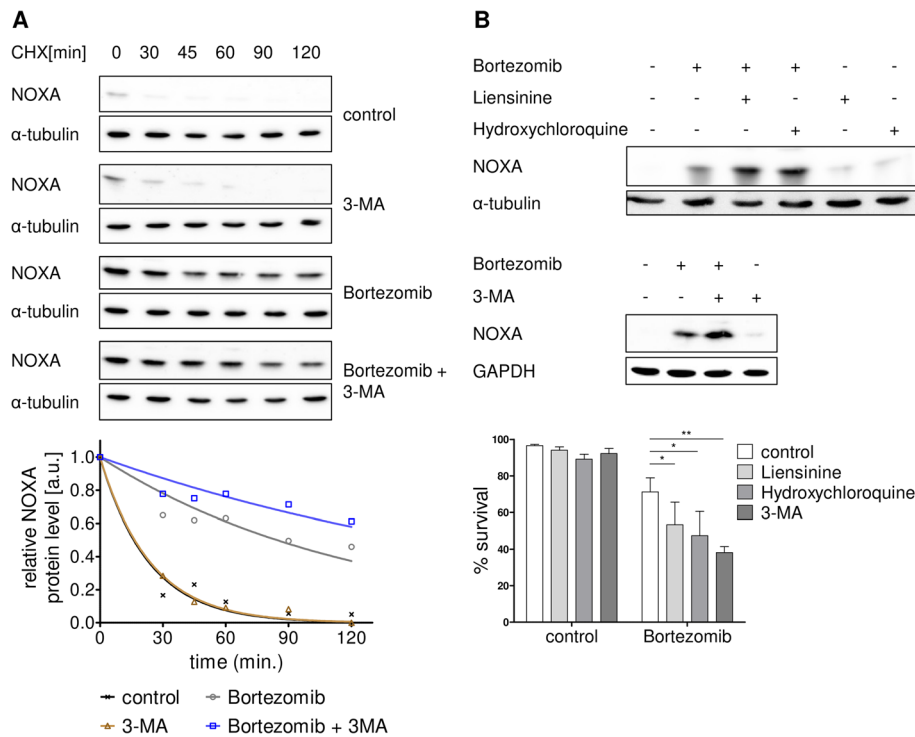 A
CHX[min] 0 30 45 60 90 120
NOXA
α-tubulin
control
NOXA
α-tubulin
3-MA
NOXA
α-tubulin
Bortezomib
NOXA
α-tubulin
Bortezomib +
3-MA
relative NOXA
protein level [a.u.]
1.0
0.8
0.6
0.4
0.2
0.0
0 30 45 60 90 120
time (min.)
control
Bortezomib
3-MA
Bortezomib + 3MA
B
Bortezomib - + + + - -
Liensinine - - + - + -
Hydroxychloroquine - - - + - +
NOXA
α-tubulin
Bortezomib - + + -
3-MA - - + +
NOXA
GAPDH
% survival
100
80
60
40
20
0
control Bortezomib
**
*
*
control
Liensinine
Hydroxychloroquine
3-MA